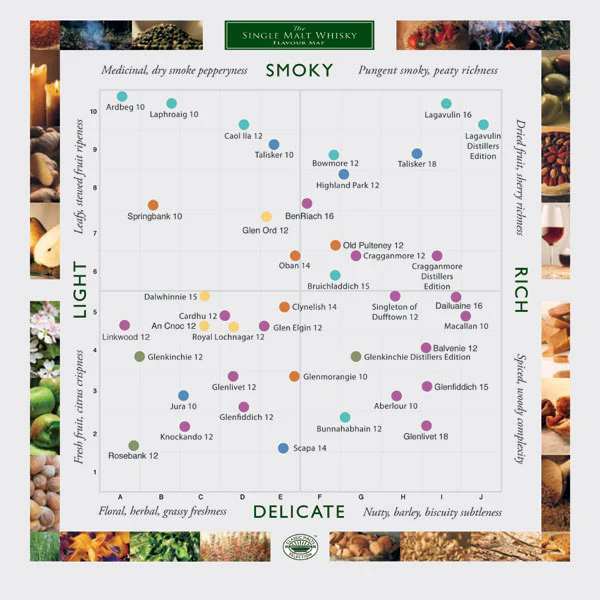 The
SINGLE MALT WHISKY
FLAVOUR MAP
Medicinal, dry smoke pepperyness
SMOKY
Pungent smoky, peaty richness
Leafy, stewed fruit ripeness
LIGHT
Fresh fruit, citrus crispness
Dried fruit, sherry richness
RICH
Spiced, woody complexity
10
9
8
7
6
5
4
3
2
1
Ardbeg 10
Laphroaig 10
Lagavulin 16
Caol Ila 12
Lagavulin
Distillers
Edition
Talisker 10
Bowmore 12
Talisker 18
Highland Park 12
Springbank 10
BenRiach 16
Glen Ord 12
Old Pulteney 12
Cragganmore 12
Oban 14
Cragganmore
Distillers
Edition
Bruichladdich 15
Dalwhinnie 15
Clynelish 14
Singleton of
Dufftown 12
Dailuaine 16
Cardhu 12
An Cnoc 12
Royal Lochnagar 12
Glen Elgin 12
Macallan 10
Linkwood 12
Balvenie 12
Glenkinchie 12
Glenkinchie Distillers Edition
Glenlivet 12
Glenmorangie 10
Glenfiddich 15
Jura 10
Glenfiddich 12
Aberlour 10
Bunnahabhain 12
Knockando 12
Glenlivet 18
Rosebank 12
Scapa 14
A B C D E F G H I J
Floral, herbal, grassy freshness
DELICATE
Nutty, barley, biscuity subtleness